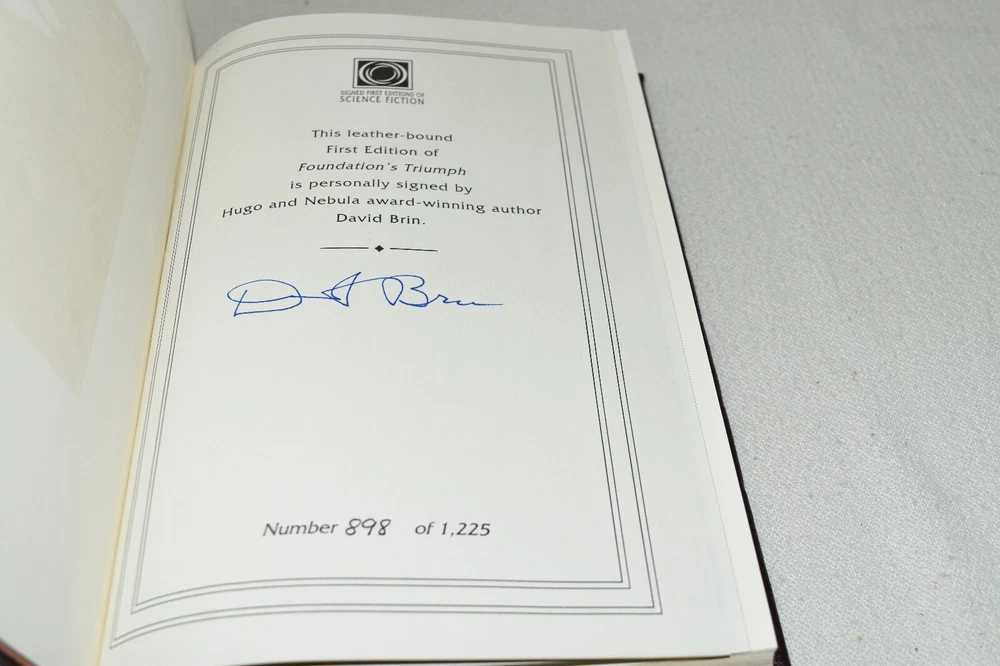 SIGNED FIRST EDITIONS OF
SCIENCE FICTION
This leather-bound
First Edition of
Foundation's Triumph
is personally signed by
Hugo and Nebula award-winning author
David Brin.
D Brin
Number 898 of 1,225